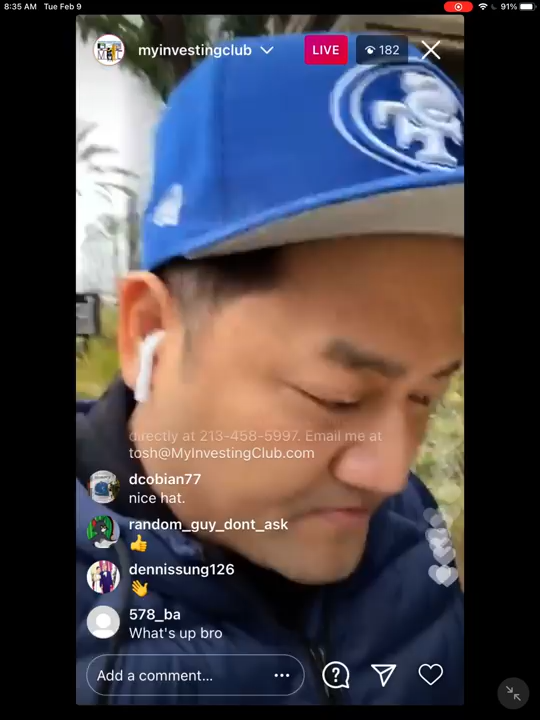 8:35 AM Tue Feb 9
91%
myinvestingclub
LIVE
182
directly at 213-458-5997. Email me at
tosh@MyInvestingClub.com
dcobian77
nice hat.
random_guy_dont_ask
👍
dennissung126
👋
578_ba
What's up bro
Add a comment...